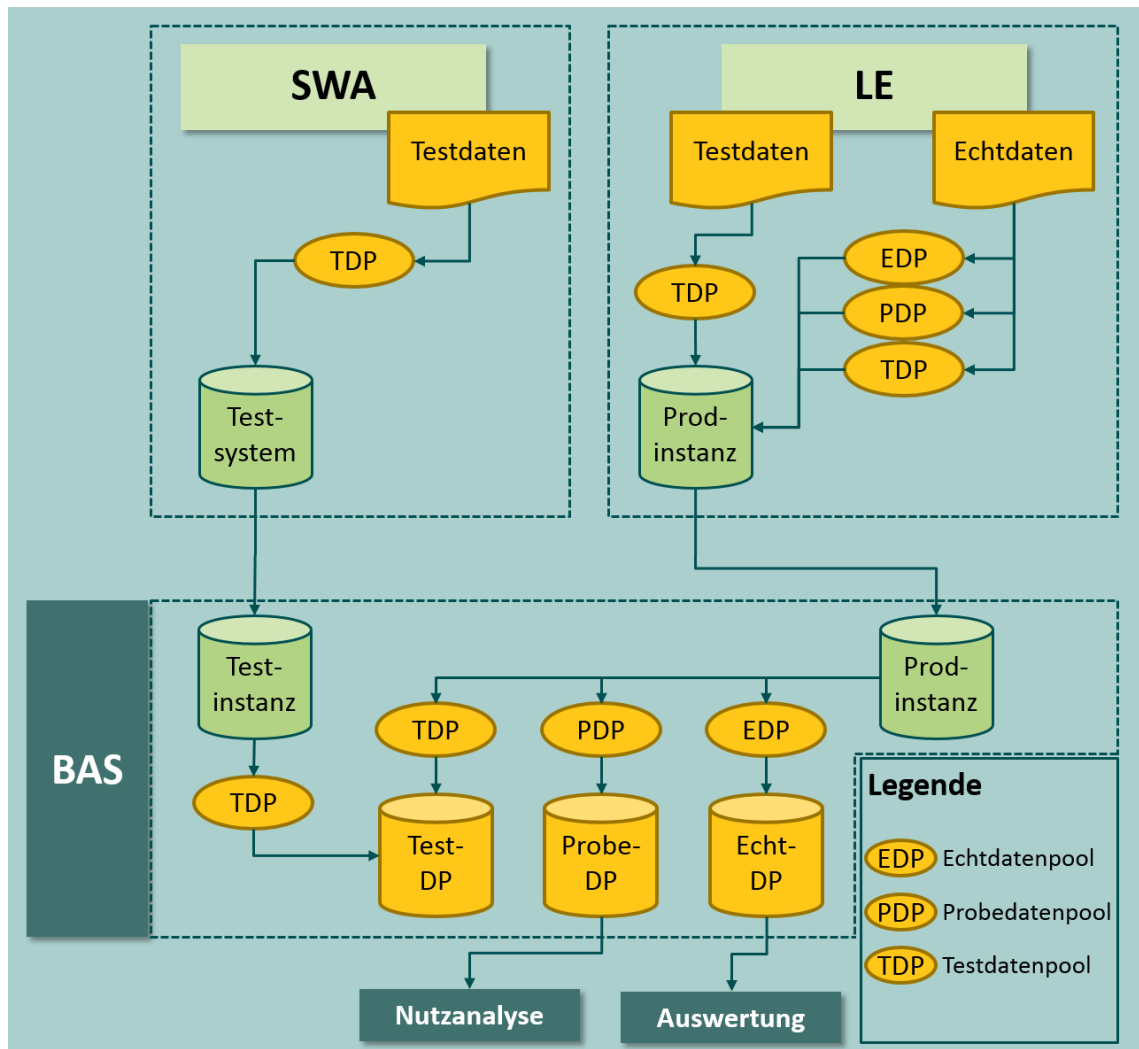 SWA
LE
Testdaten
Testdaten
Echtdaten
TDP
EDP
TDP
PDP
TDP
Test-
system
Prod-
instanz
BAS
Test-
instanz
Prod-
instanz
TDP
PDP
EDP
TDP
Test-
DP
Probe-
DP
Echt-
DP
Legende
EDP Echtdatenpool
PDP Probedatenpool
TDP Testdatenpool
Nutzanalyse
Auswertung